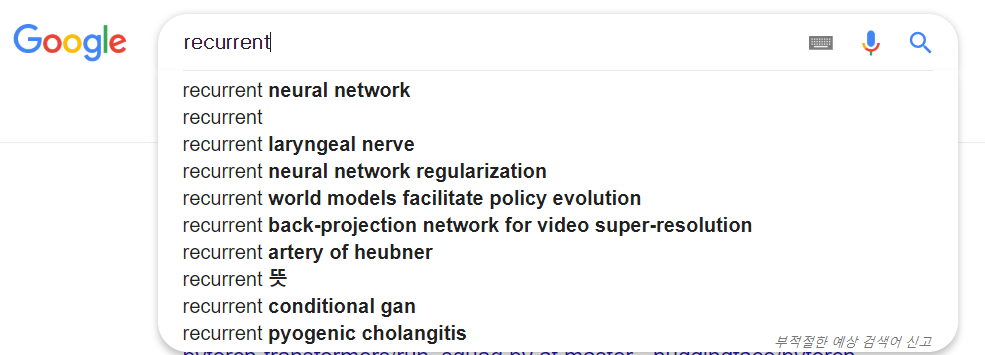 Google
recurrent
recurrent neural network
recurrent
recurrent laryngeal nerve
recurrent neural network regularization
recurrent world models facilitate policy evolution
recurrent back-projection network for video super-resolution
recurrent artery of heubner
recurrent 뜻
recurrent conditional gan
recurrent pyogenic cholangitis
부적절한 예상 검색어 신고